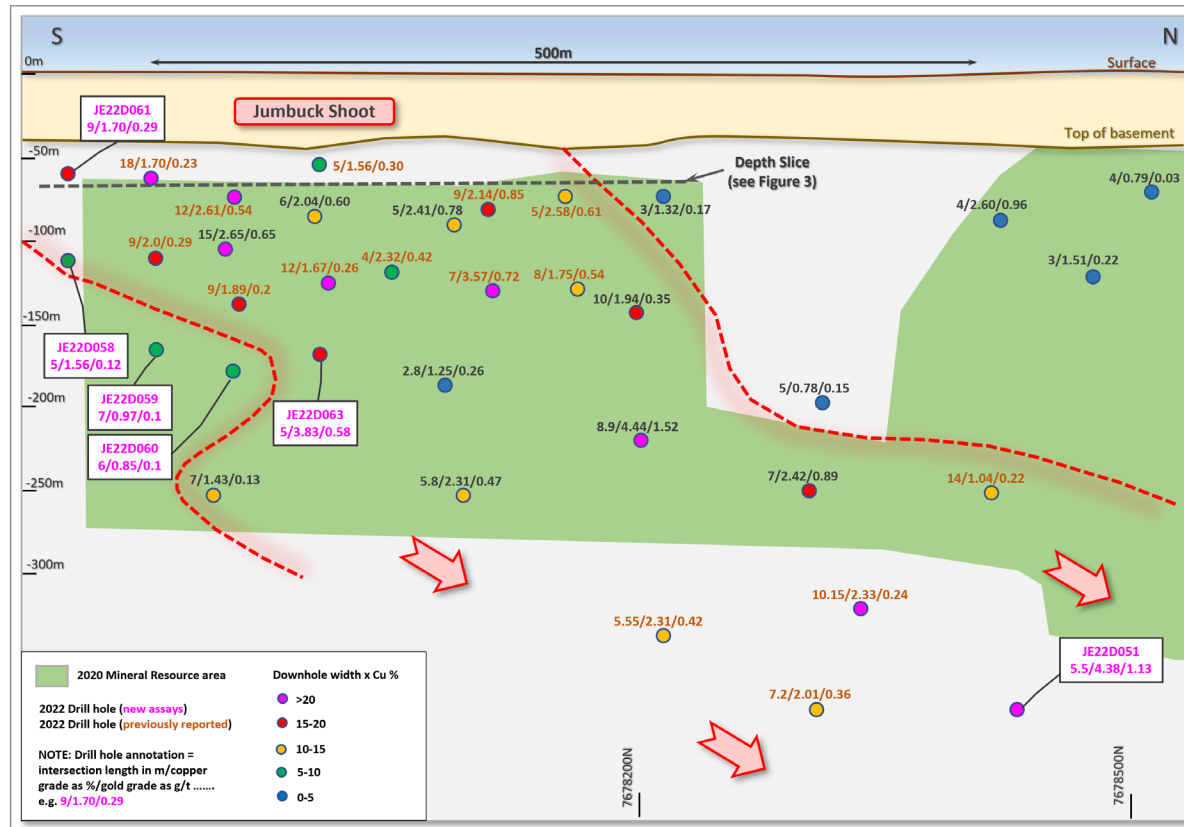 S
N
500m
0m
Surface
JE22D061
9/1.70/0.29
Jumbuck Shoot
Top of basement
-50m
18/1.70/0.23
5/1.56/0.30
Depth Slice
(see Figure 3)
4/0.79/0.03
12/2.61/0.54
6/2.04/0.60
5/2.41/0.78
9/2.14/0.85
5/2.58/0.61
3/1.32/0.17
4/2.60/0.96
-100m
9/2.0/0.29
15/2.65/0.65
12/1.67/0.26
4/2.32/0.42
7/3.57/0.72
8/1.75/0.54
3/1.51/0.22
9/1.89/0.2
10/1.94/0.35
-150m
JE22D058
5/1.56/0.12
JE22D059
7/0.97/0.1
JE22D060
6/0.85/0.1
JE22D063
5/3.83/0.58
2.8/1.25/0.26
5/0.78/0.15
-200m
8.9/4.44/1.52
-250m
7/1.43/0.13
5.8/2.31/0.47
7/2.42/0.89
14/1.04/0.22
-300m
10.15/2.33/0.24
5.55/2.31/0.42
JE22D051
5.5/4.38/1.13
7.2/2.01/0.36
2020 Mineral Resource area
2022 Drill hole (new assays)
2022 Drill hole (previously reported)
NOTE: Drill hole annotation =
intersection length in m/copper
grade as %/gold grade as g/t .......
e.g. 9/1.70/0.29
Downhole width x Cu %
>20
15-20
10-15
5-10
0-5
7678200N
7678500N